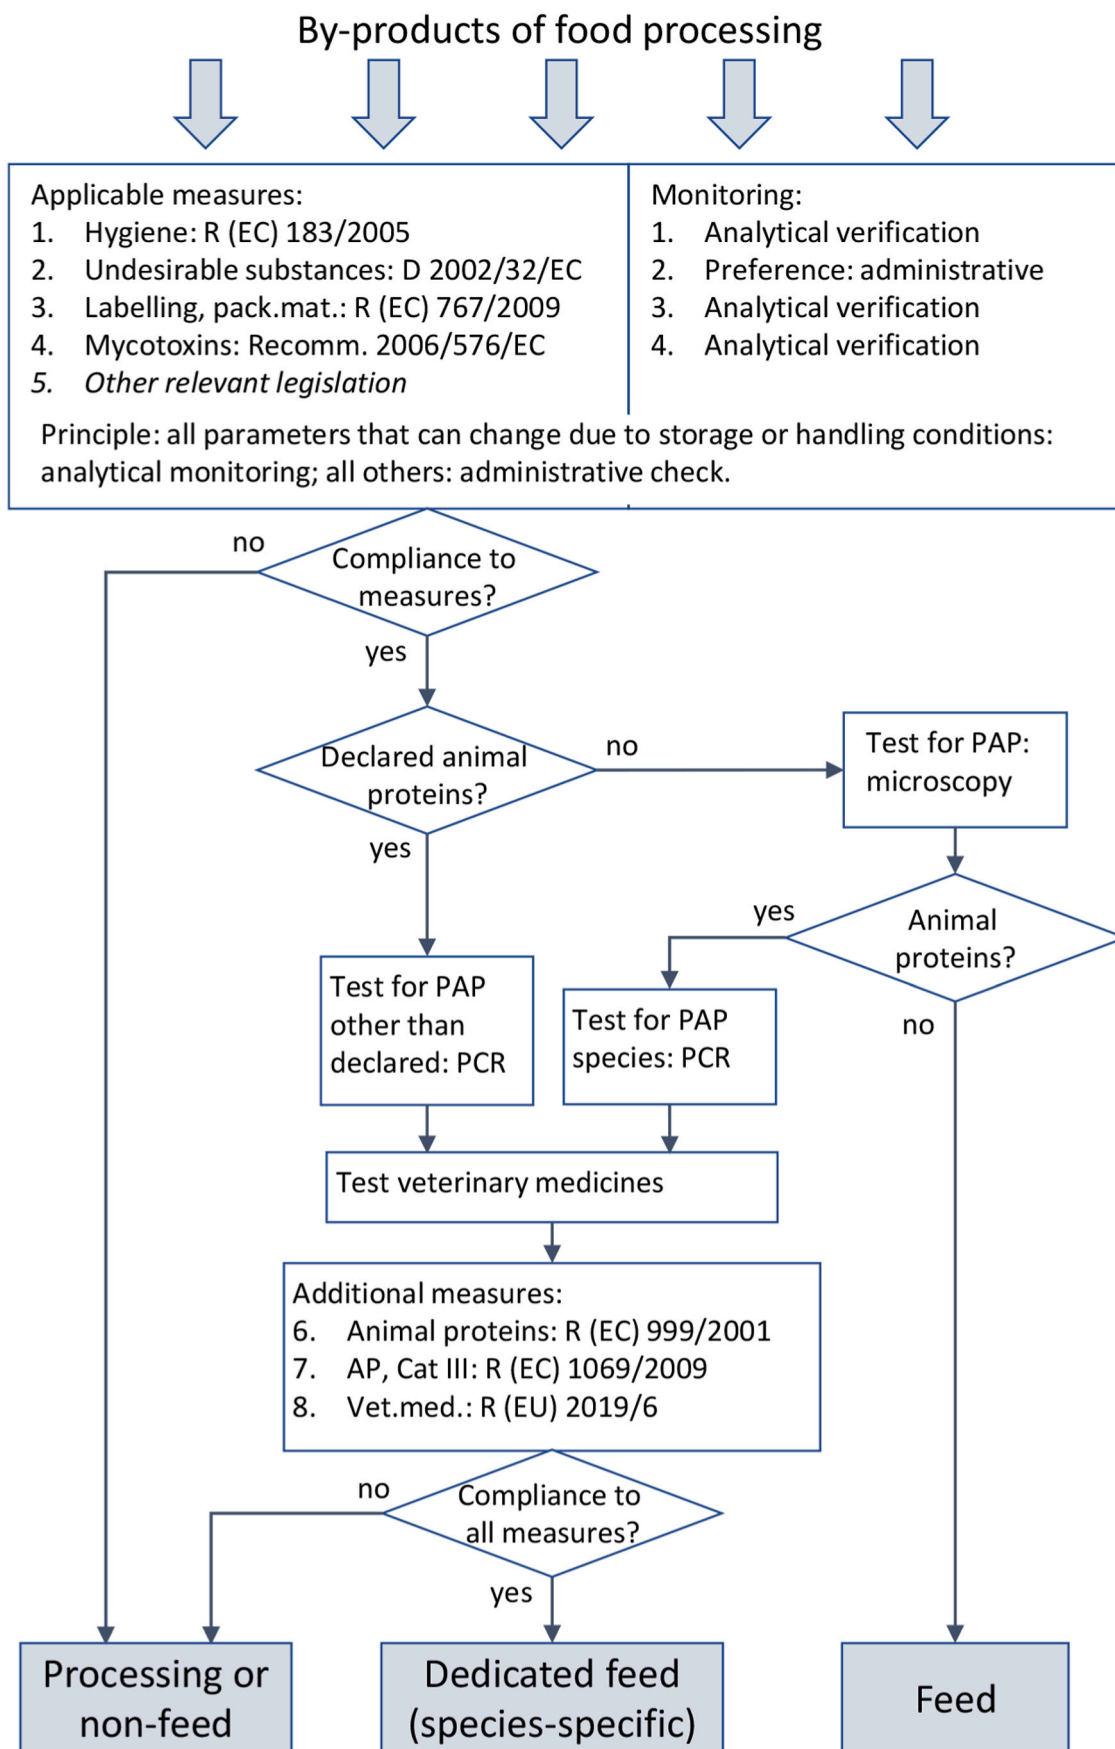 By-products of food processing
Applicable measures:
1. Hygiene: R (EC) 183/2005
2. Undesirable substances: D 2002/32/EC
3. Labelling, pack.mat.: R (EC) 767/2009
4. Mycotoxins: Recomm. 2006/576/EC
5. Other relevant legislation
Monitoring:
1. Analytical verification
2. Preference: administrative
3. Analytical verification
4. Analytical verification
Principle: all parameters that can change due to storage or handling conditions:
analytical monitoring; all others: administrative check.
no
Compliance to
measures?
yes
Declared animal
proteins?
no
Test for PAP:
microscopy
yes
yes
Animal
proteins?
no
Test for PAP
other than
declared: PCR
Test for PAP
species: PCR
Test veterinary medicines
Additional measures:
6. Animal proteins: R (EC) 999/2001
7. AP, Cat III: R (EC) 1069/2009
8. Vet.med.: R (EU) 2019/6
no
Compliance to
all measures?
yes
Processing or
non-feed
Dedicated feed
(species-specific)
Feed